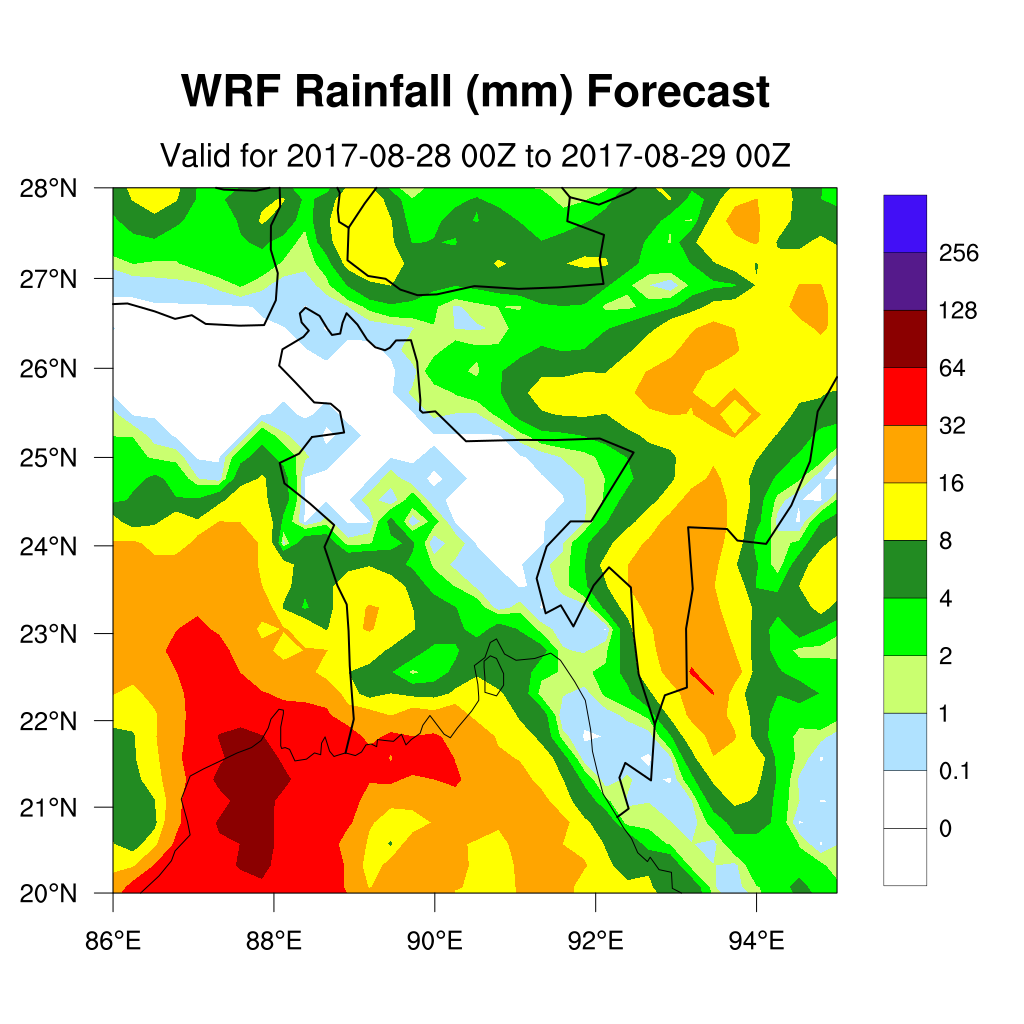 WRF Rainfall (mm) Forecast
Valid for 2017-08-28 00Z to 2017-08-29 00Z
28°N
27°N
26°N
25°N
24°N
23°N
22°N
21°N
20°N
86°E 88°E 90°E 92°E 94°E
256
128
64
32
16
8
4
2
1
0.1
0